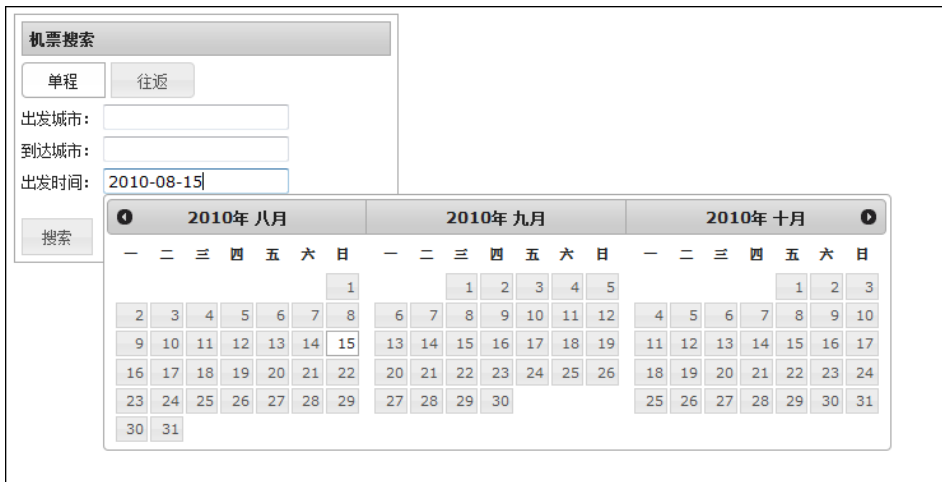 机票搜索
单程 往返
出发城市：
到达城市：
出发时间： 2010-08-15
搜索
2010年 八月 2010年 九月 2010年 十月
一 二 三 四 五 六 日 一 二 三 四 五 六 日 一 二 三 四 五 六 日
1 1 2 3 4 5 1 2 3
2 3 4 5 6 7 8 6 7 8 9 10 11 12 4 5 6 7 8 9 10
9 10 11 12 13 14 15 13 14 15 16 17 18 19 11 12 13 14 15 16 17
16 17 18 19 20 21 22 20 21 22 23 24 25 26 18 19 20 21 22 23 24
23 24 25 26 27 28 29 27 28 29 30 25 26 27 28 29 30 31
30 31